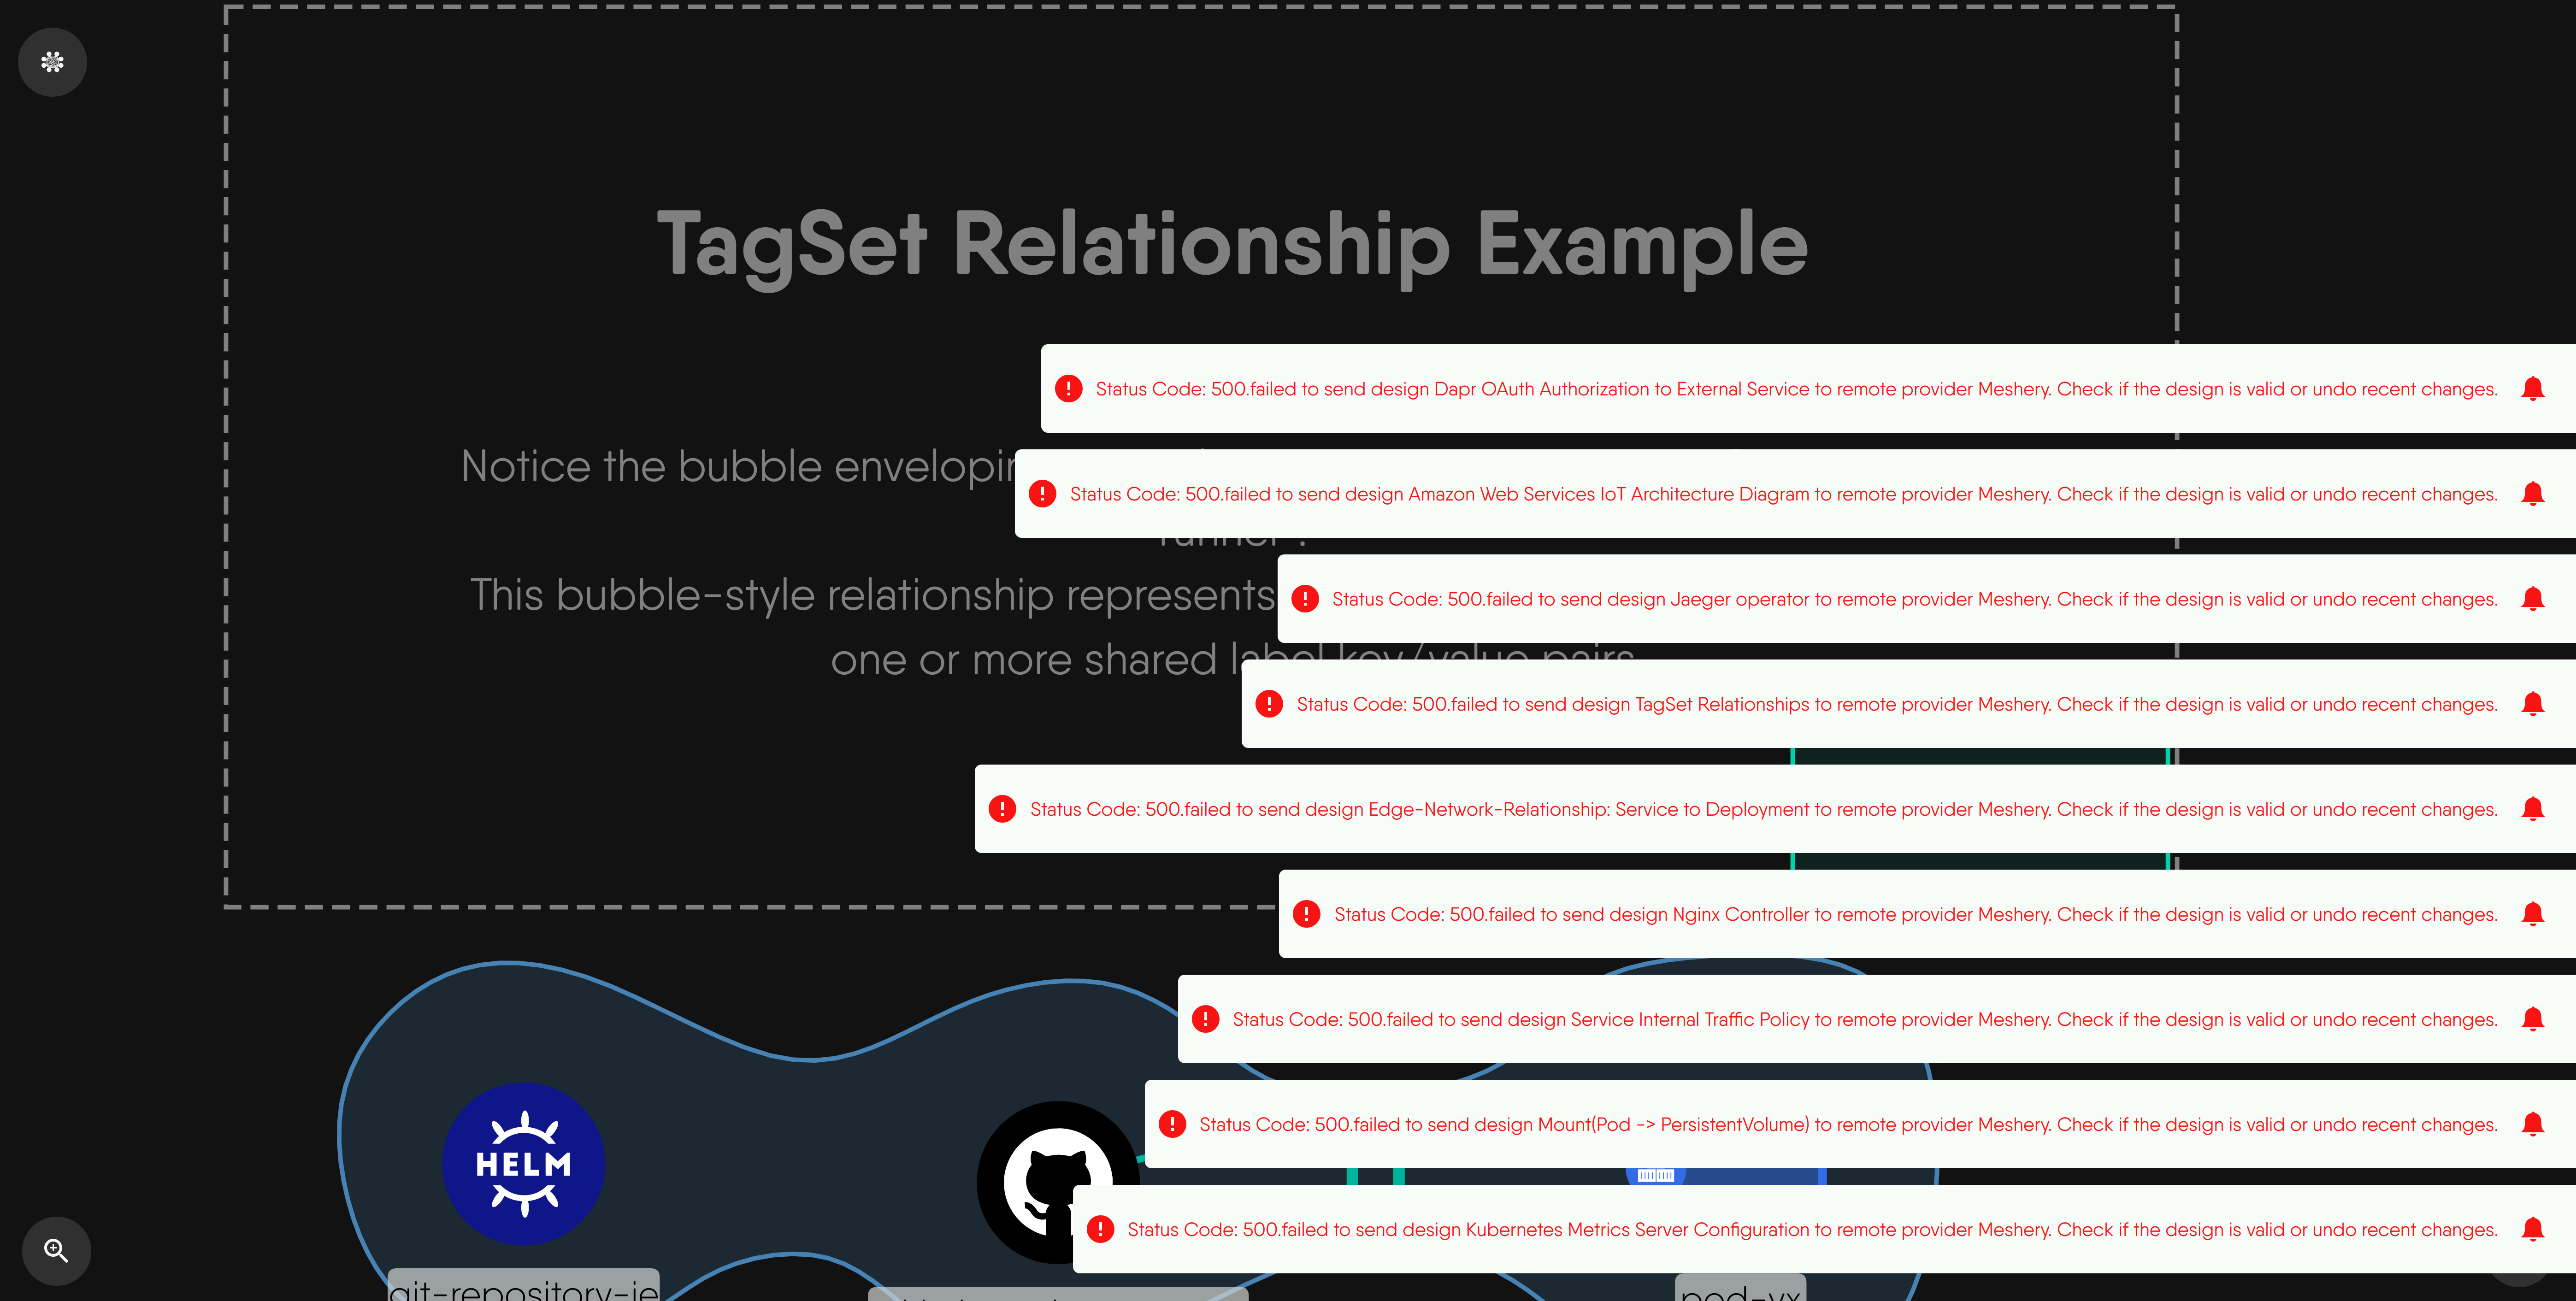 TagSet Relationship Example
Status Code: 500.failed to send design Dapr OAuth Authorization to External Service to remote provider Meshery. Check if the design is valid or undo recent changes.
Notice the bubble
Status Code: 500.failed to send design Amazon Web Services IoT Architecture Diagram to remote provider Meshery. Check if the design is valid or undo recent changes.
This bubble-style relationship represents
Status Code: 500.failed to send design Jaeger operator to remote provider Meshery. Check if the design is valid or undo recent changes.
one or more shared label key/value pairs
Status Code: 500.failed to send design TagSet Relationships to remote provider Meshery. Check if the design is valid or undo recent changes.
Status Code: 500.failed to send design Edge-Network-Relationship: Service to Deployment to remote provider Meshery. Check if the design is valid or undo recent changes.
Status Code: 500.failed to send design Nginx Controller to remote provider Meshery. Check if the design is valid or undo recent changes.
Status Code: 500.failed to send design Service Internal Traffic Policy to remote provider Meshery. Check if the design is valid or undo recent changes.
Status Code: 500.failed to send design Mount(Pod -> PersistentVolume) to remote provider Meshery. Check if the design is valid or undo recent changes.
HELM
Status Code: 500.failed to send design Kubernetes Metrics Server Configuration to remote provider Meshery. Check if the design is valid or undo recent changes.
git-repository-ie
pod-vx